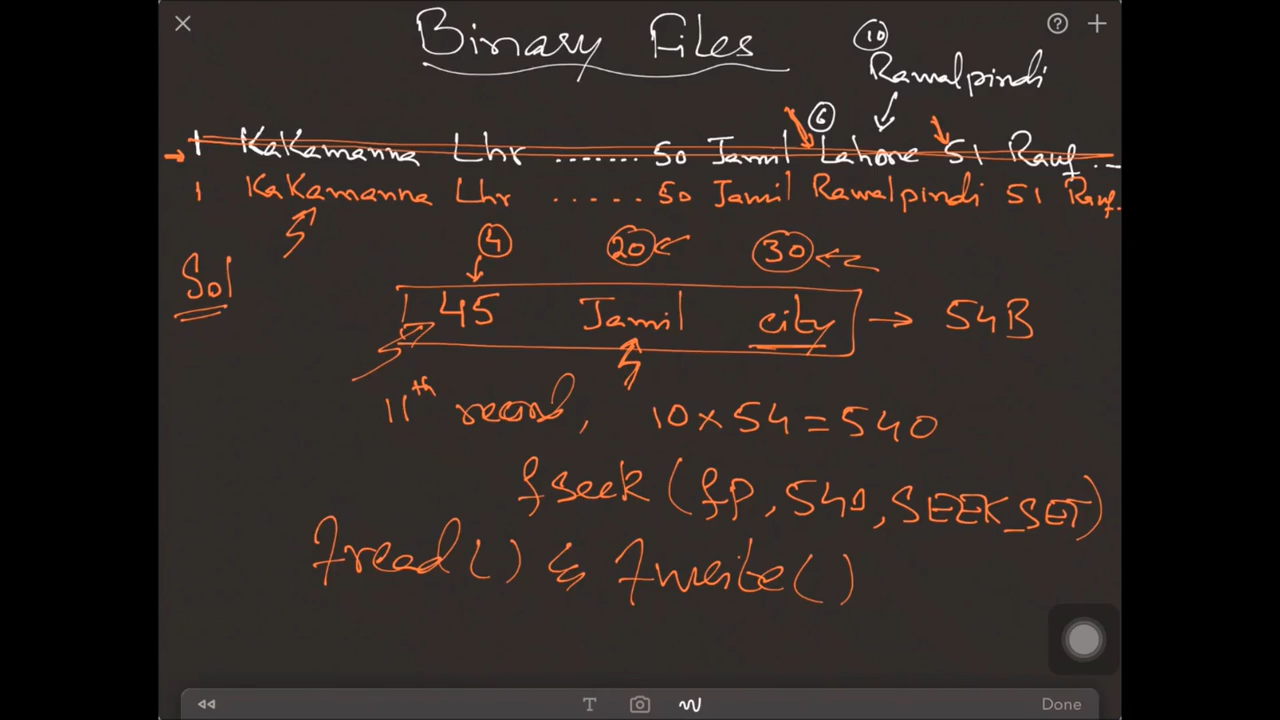 Binary Files
10
Rawalpindi
6
1 Kakamanna Lhr ....... 50 Jamil Lahore 51 Rauf ...
1 Kakamanna Lhr ..... 50 Jamil Rawalpindi 51 Rauf.
4 20 30
Sol
45 Jamil city → 54B
11th record, 10 × 54 = 540
fseek (fp, 540, SEEK_SET)
fread() & fwrite()
T Done